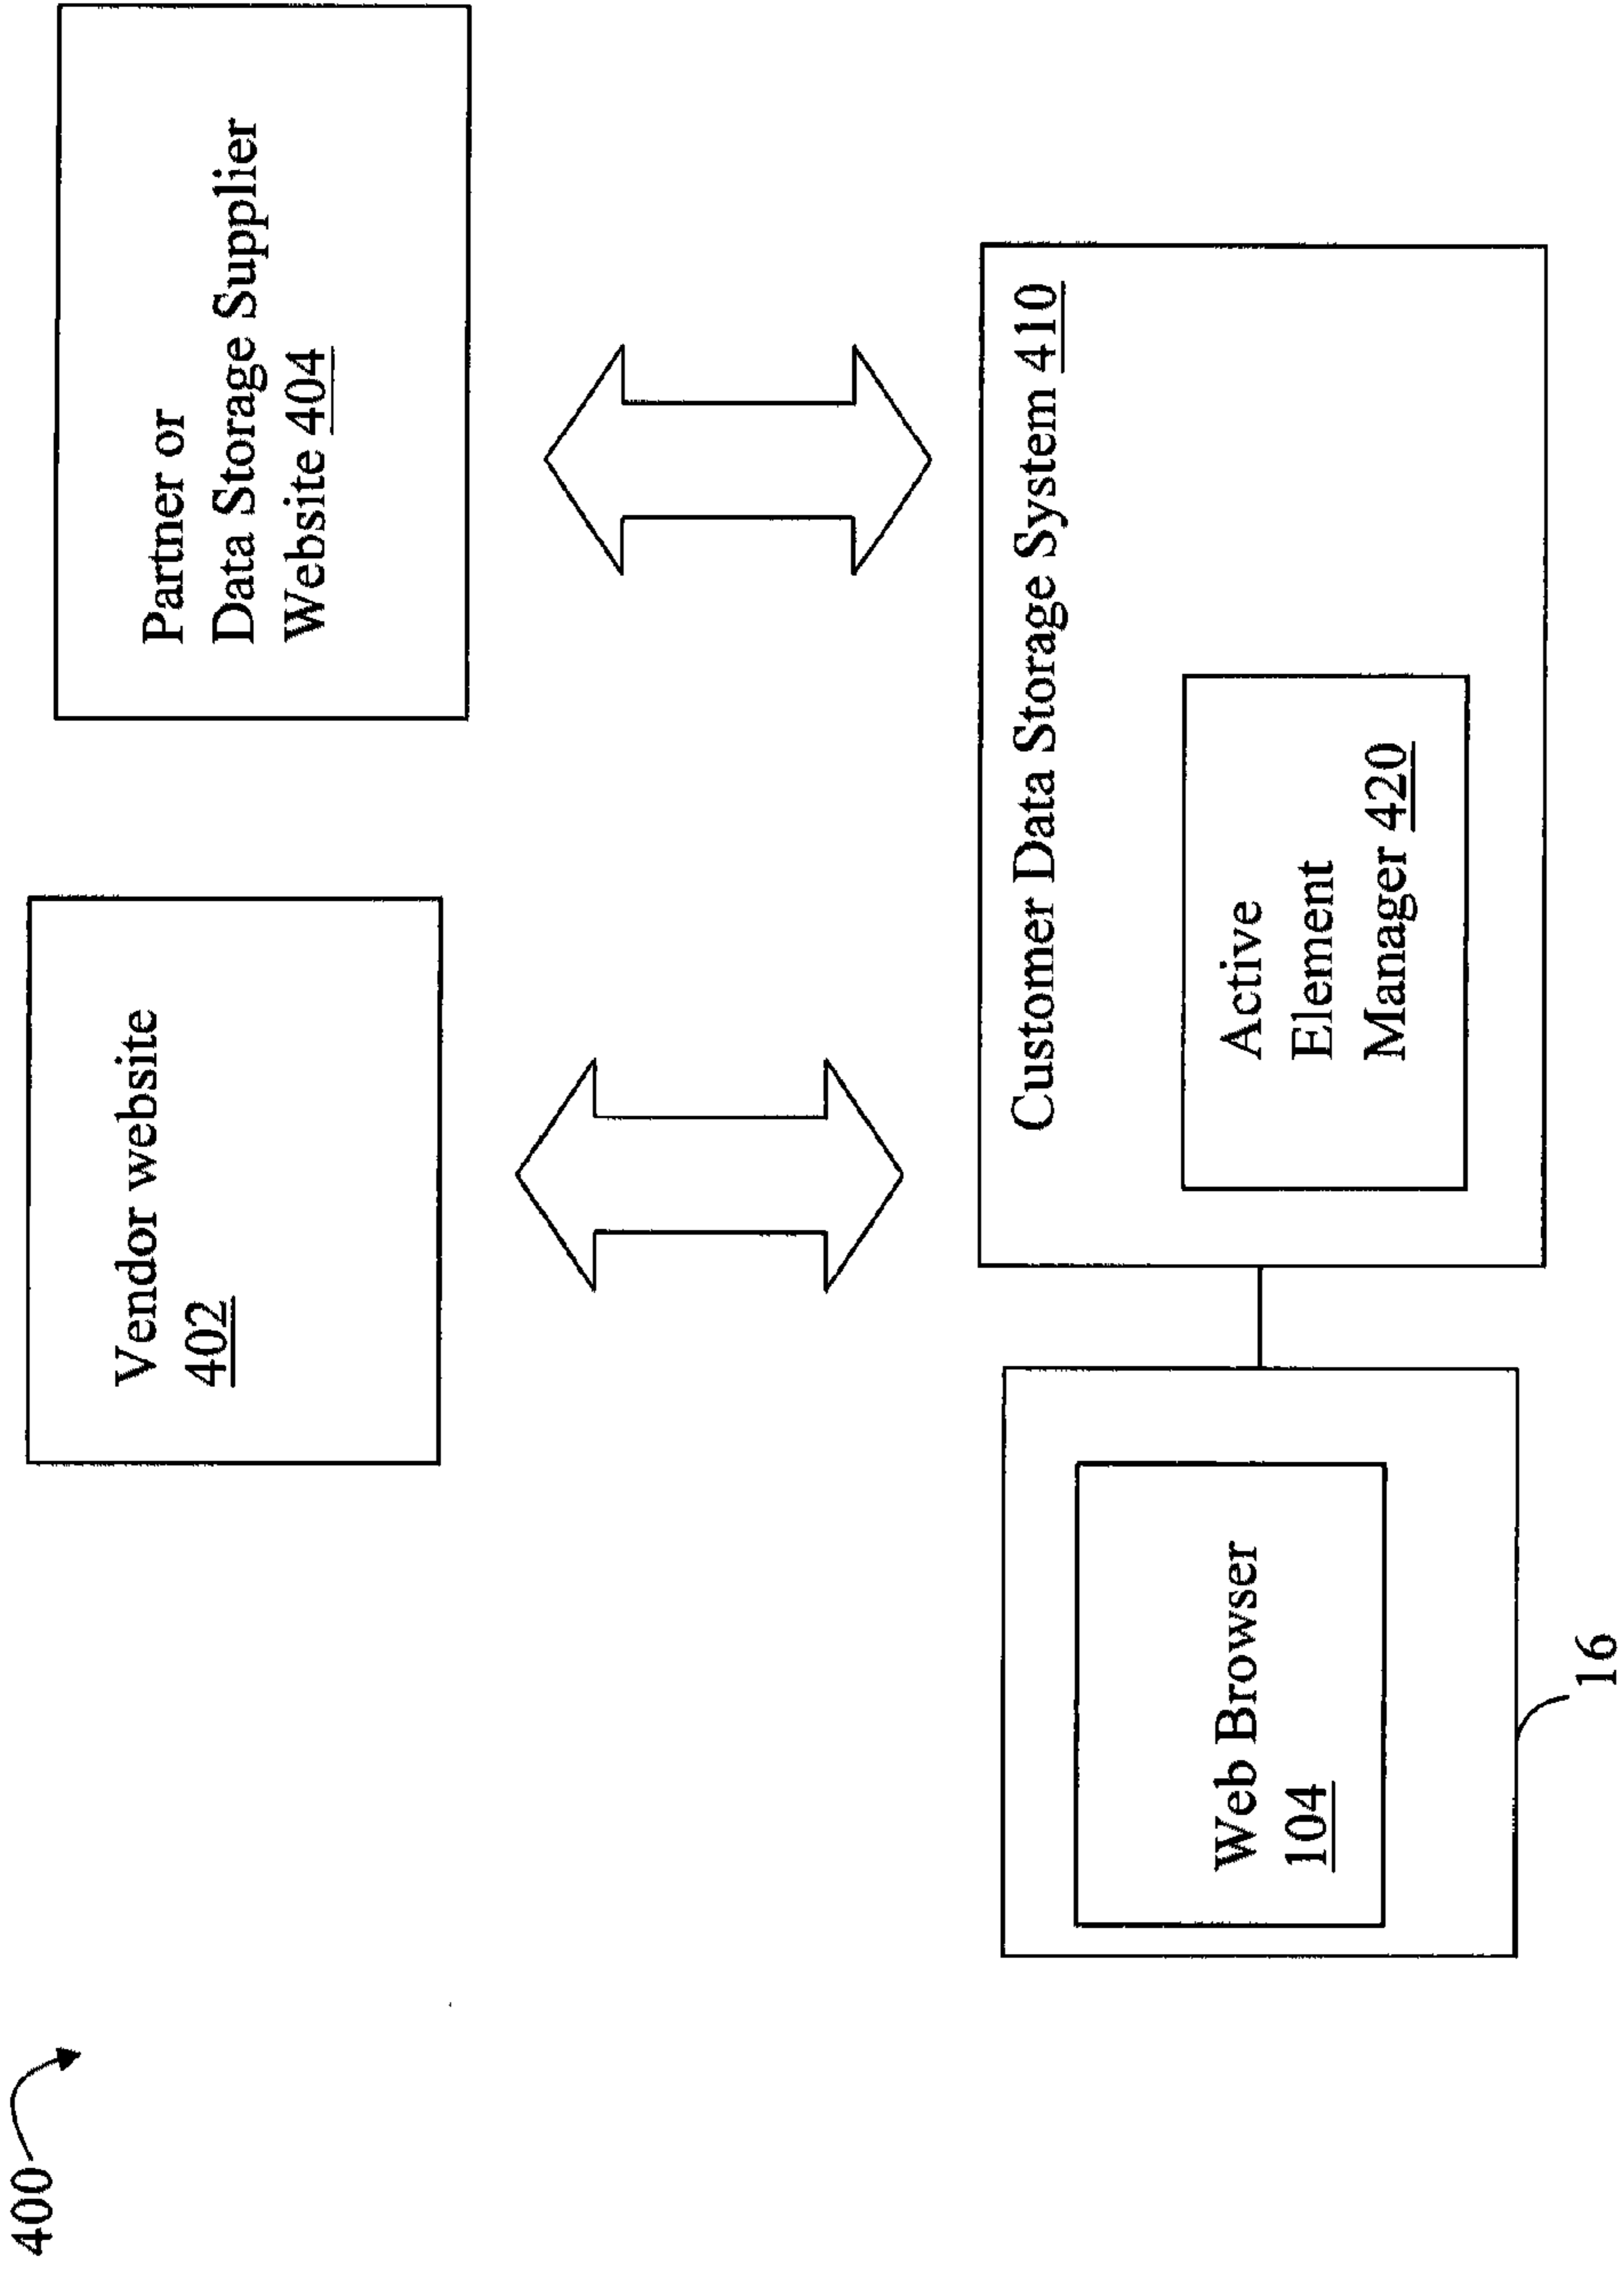 400
Vendor website
402
Partner or
Data Storage Supplier
Website 404
Customer Data Storage System 410
Web Browser
104
Active
Element
Manager 420
16